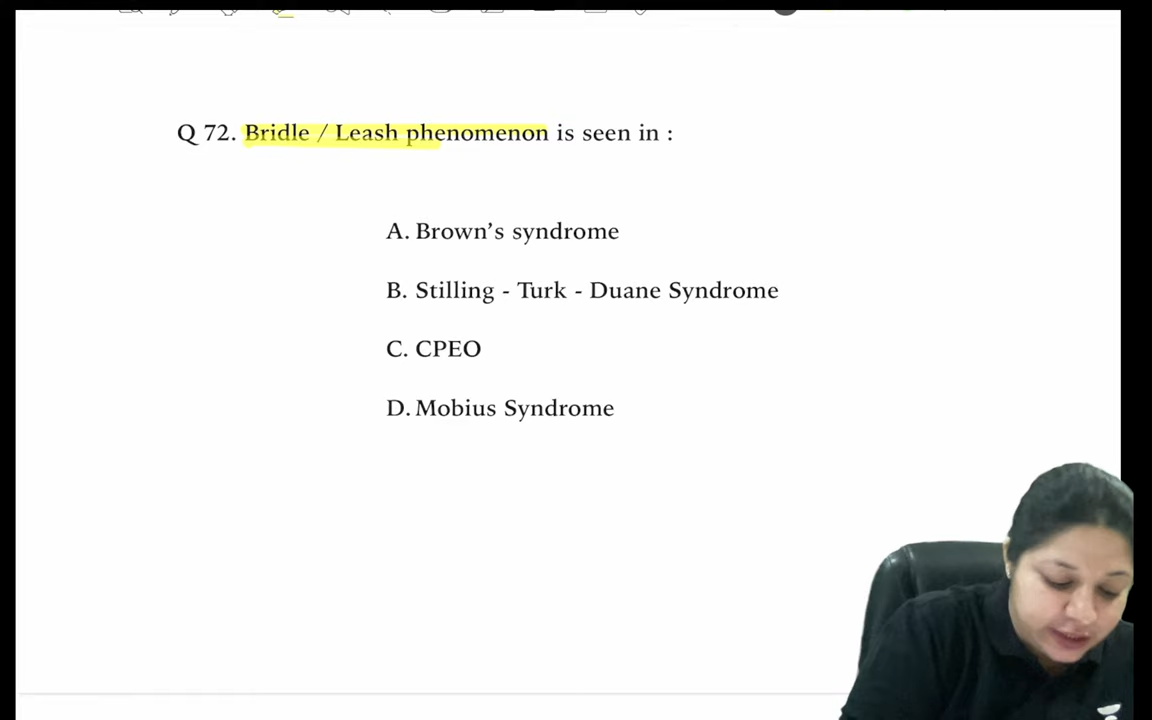 Q 72. Bridle / Leash phenomenon is seen in :
A. Brown's syndrome
B. Stilling - Turk - Duane Syndrome
C. CPEO
D. Mobius Syndrome